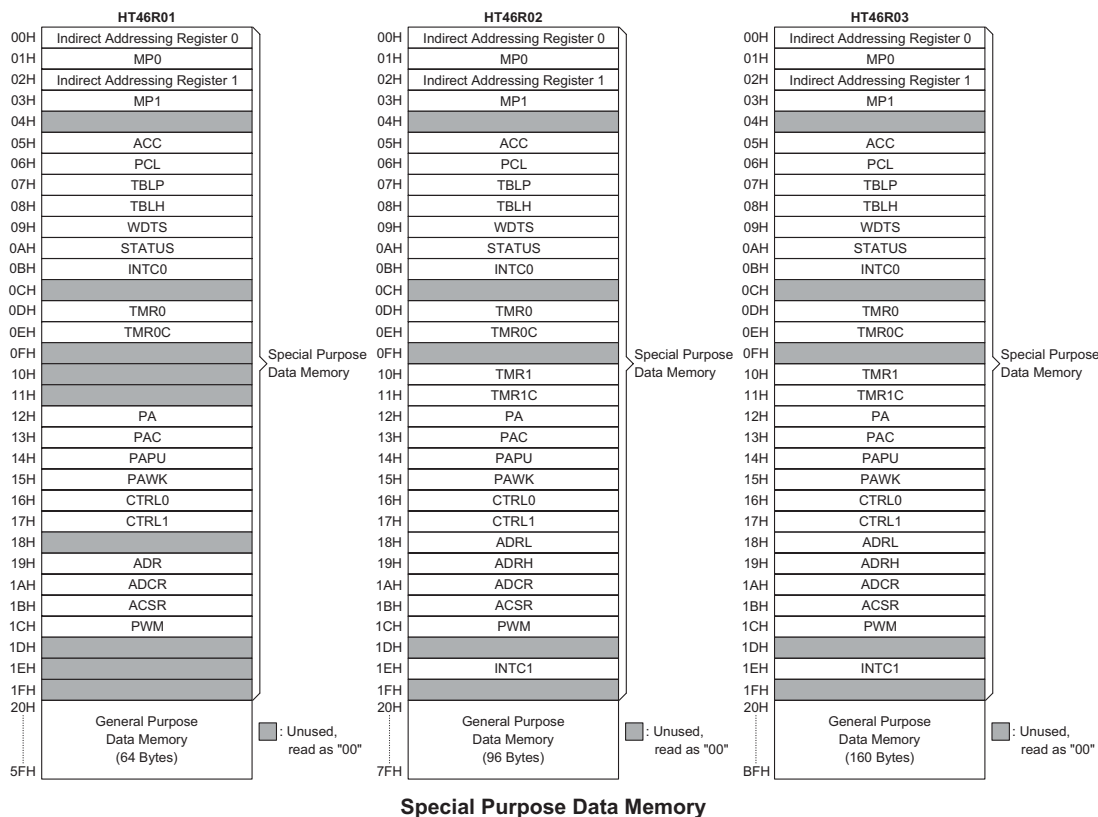 HT46R01
00H Indirect Addressing Register 0
01H MP0
02H Indirect Addressing Register 1
03H MP1
04H
05H ACC
06H PCL
07H TBLP
08H TBLH
09H WDTS
0AH STATUS
0BH INTC0
0CH
0DH TMR0
0EH TMR0C
0FH
10H
11H
12H PA
13H PAC
14H PAPU
15H PAWK
16H CTRL0
17H CTRL1
18H
19H ADR
1AH ADCR
1BH ACSR
1CH PWM
1DH
1EH
1FH
20H
General Purpose
Data Memory
(64 Bytes)
5FH
Special Purpose
Data Memory
: Unused,
read as "00"
HT46R02
00H Indirect Addressing Register 0
01H MP0
02H Indirect Addressing Register 1
03H MP1
04H
05H ACC
06H PCL
07H TBLP
08H TBLH
09H WDTS
0AH STATUS
0BH INTC0
0CH
0DH TMR0
0EH TMR0C
0FH
10H TMR1
11H TMR1C
12H PA
13H PAC
14H PAPU
15H PAWK
16H CTRL0
17H CTRL1
18H ADRL
19H ADRH
1AH ADCR
1BH ACSR
1CH PWM
1DH
1EH INTC1
1FH
20H
General Purpose
Data Memory
(96 Bytes)
7FH
Special Purpose
Data Memory
: Unused,
read as "00"
HT46R03
00H Indirect Addressing Register 0
01H MP0
02H Indirect Addressing Register 1
03H MP1
04H
05H ACC
06H PCL
07H TBLP
08H TBLH
09H WDTS
0AH STATUS
0BH INTC0
0CH
0DH TMR0
0EH TMR0C
0FH
10H TMR1
11H TMR1C
12H PA
13H PAC
14H PAPU
15H PAWK
16H CTRL0
17H CTRL1
18H ADRL
19H ADRH
1AH ADCR
1BH ACSR
1CH PWM
1DH
1EH INTC1
1FH
20H
General Purpose
Data Memory
(160 Bytes)
BFH
Special Purpose
Data Memory
: Unused,
read as "00"
Special Purpose Data Memory